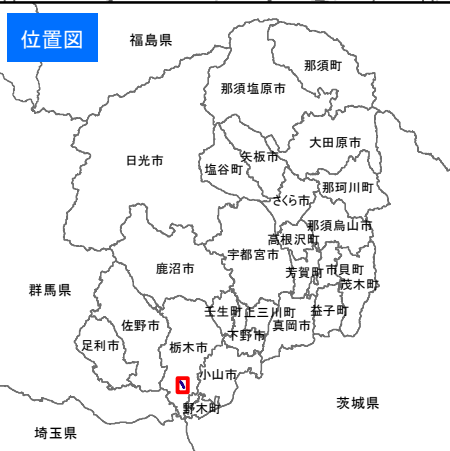 位置図
福島県
那須町
那須塩原市
大田原市
矢板市
日光市
塩谷町
那珂川町
さくら市
那須烏山市
高根沢町
宇都宮市
鹿沼市
芳賀町
市貝町
茂木町
群馬県
壬生町
上三川町
益子町
佐野市
真岡市
下野市
足利市
栃木市
小山市
野木町
茨城県
埼玉県